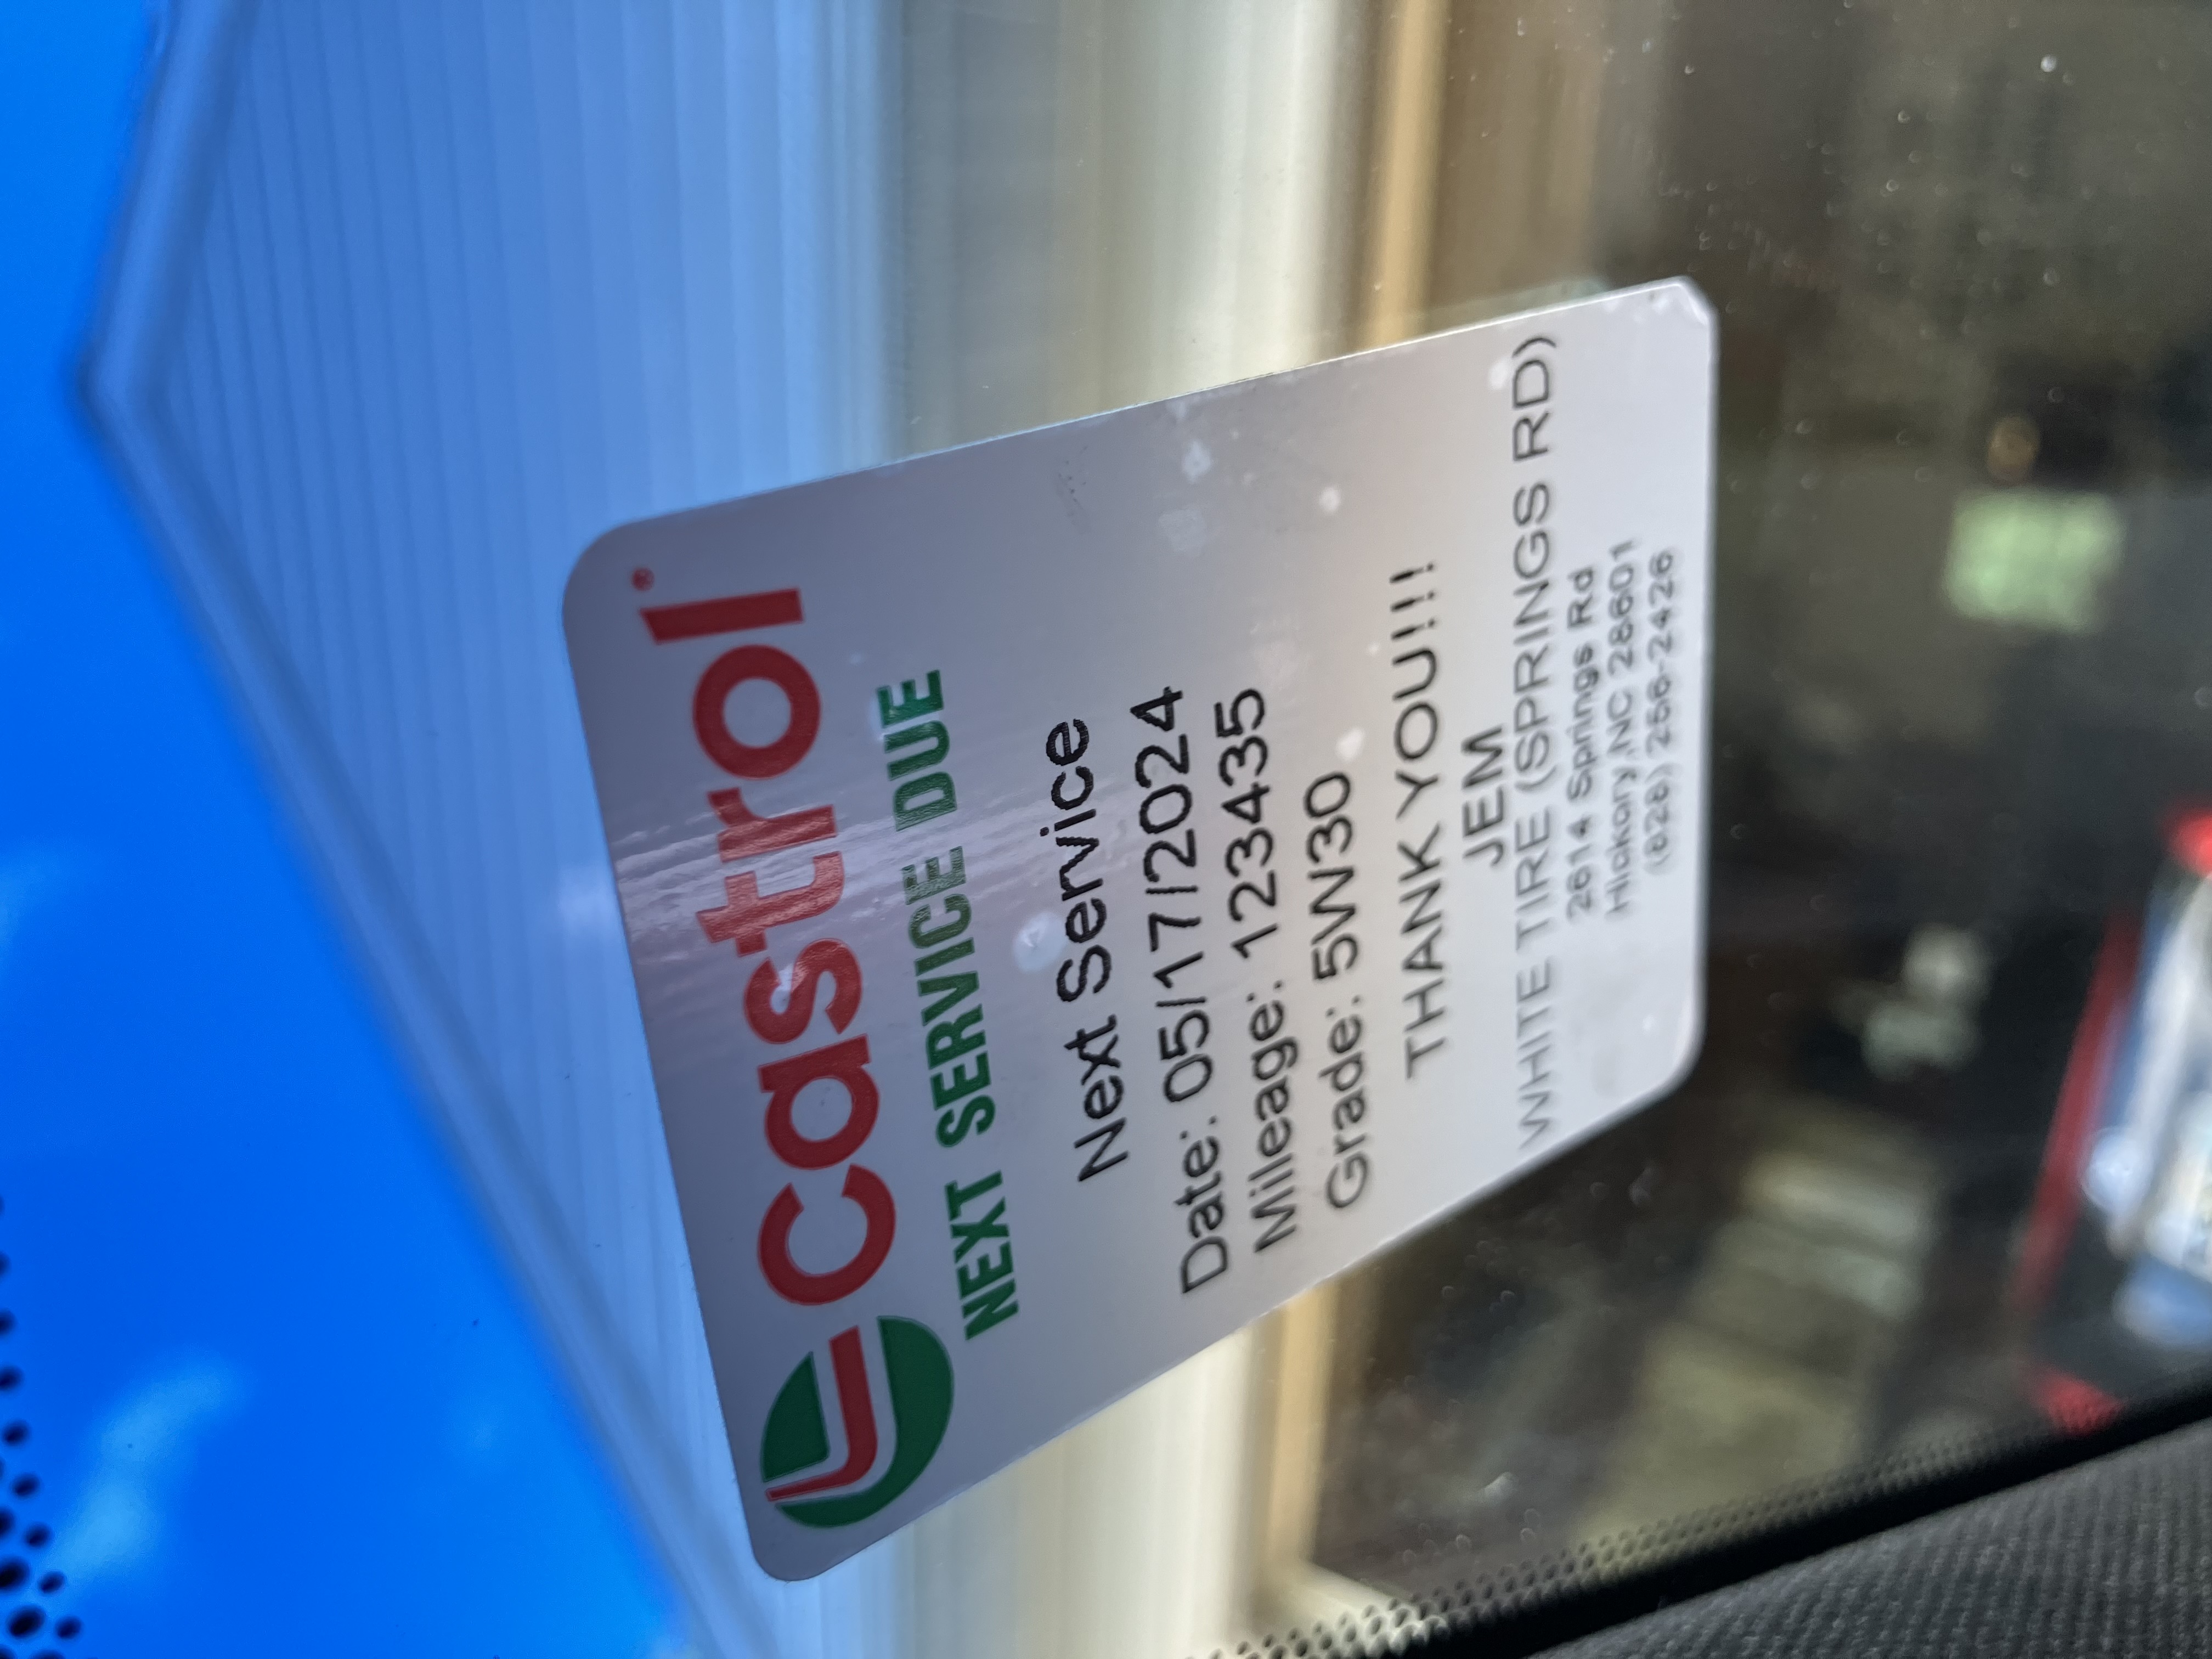 Castrol®
NEXT SERVICE DUE
Next Service
Date: 05/17/2024
Mileage: 123435
Grade: 5W30
THANK YOU!!!
JEM
WHITE TIRE (SPRINGS RD)
2614 Springs Rd
Hickory,NC 28601
(828) 256-2426